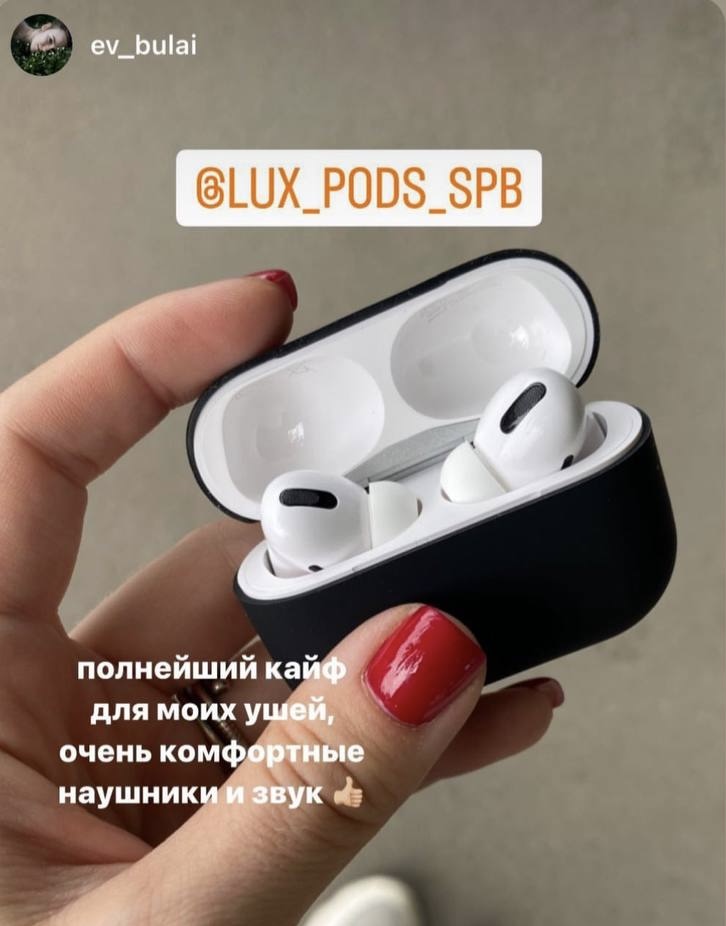 ev_bulai
@LUX_PODS_SPB
полнейший кайф
для моих ушей,
очень комфортные
наушники и звук 👍🏻